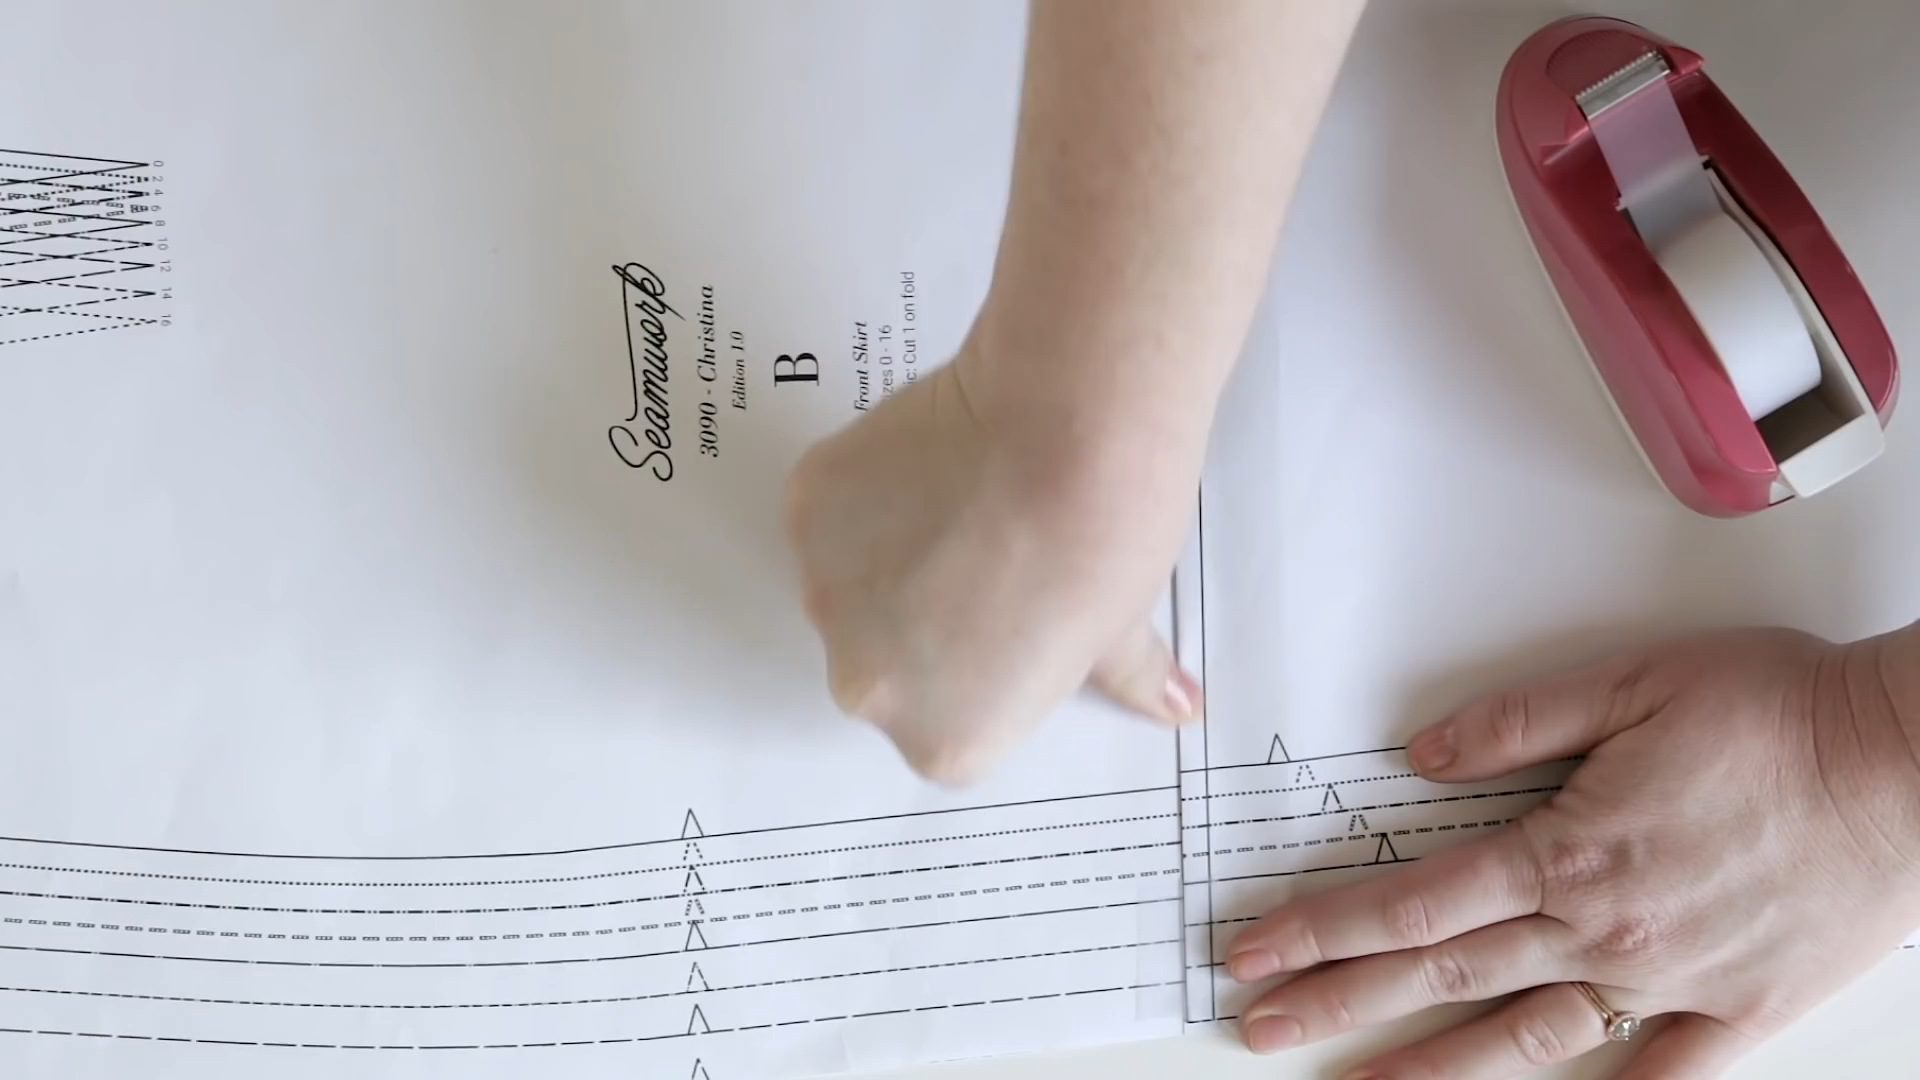 Seamwork
3090 - Christina
Edition 1.0
B
Front Skirt
izes 0 - 16
ic: Cut 1 on fold
0
2
4
6
8
10
12
14
16